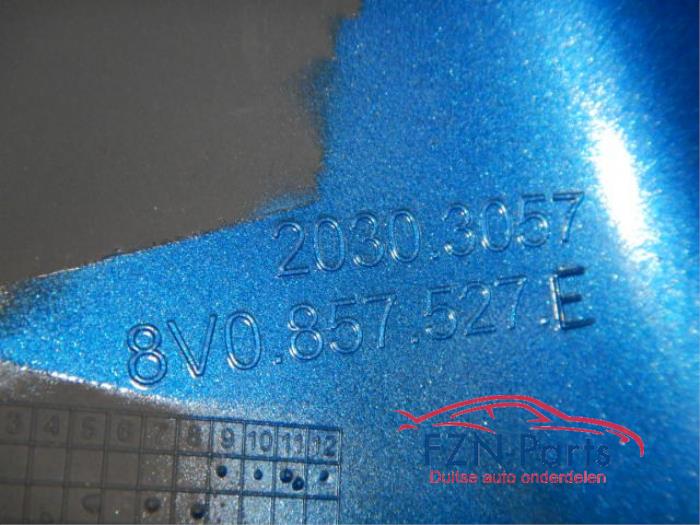 2030.3057
8V0.857.527.E
3 4 5 6 7 8 9 10 11 12
FZN-Parts
Duitse auto onderdelen